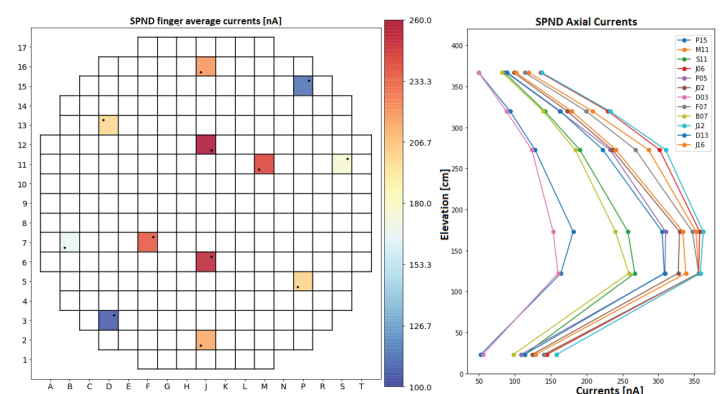 SPND finger average currents [nA]
17
16
15
14
13
12
11
10
9
8
7
6
5
4
3
2
1
A B C D E F G H J K L M N P R S T
260.0
233.3
206.7
180.0
153.3
126.7
100.0
SPND Axial Currents
Elevation [cm]
400
350
300
250
200
150
100
50
0
50 100 150 200 250 300 350
Currents [nA]
P15
M11
S11
J06
P05
J02
D03
F07
B07
J12
D13
J16